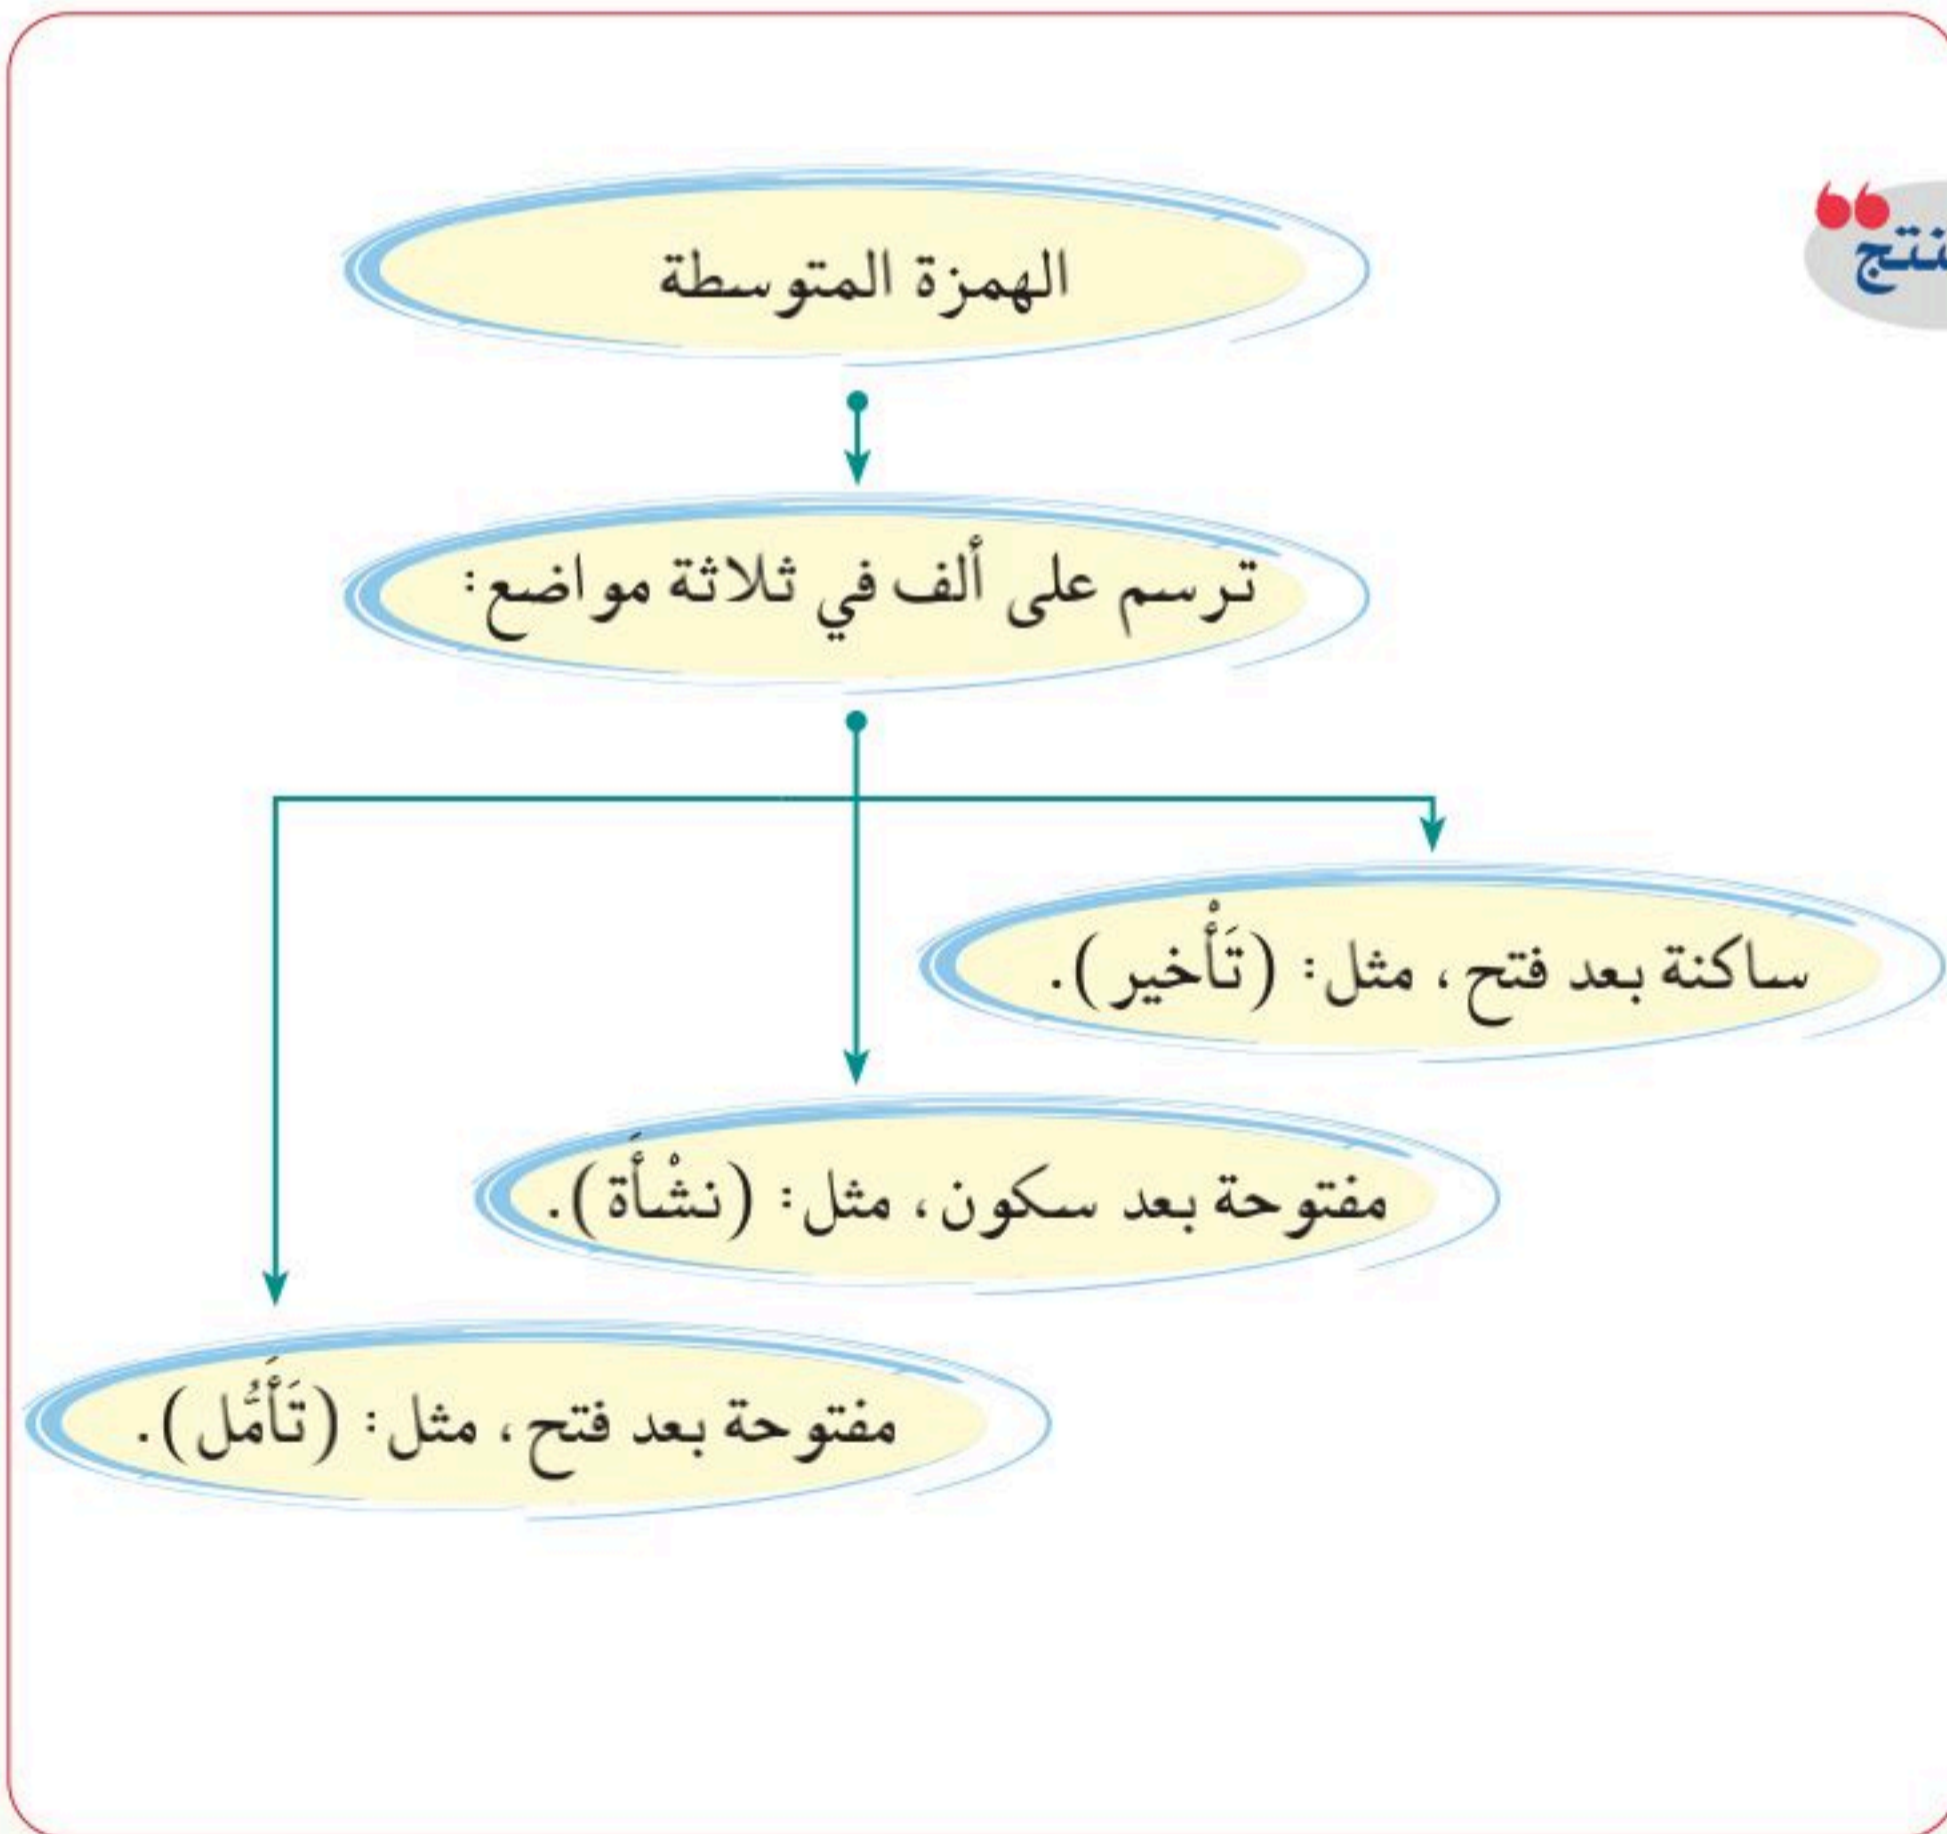 الهمزة المتوسطة
ترسم على ألف في ثلاثة مواضع:
ساكنة بعد فتح، مثل: (تَأْخير).
مفتوحة بعد سكون، مثل: (نشْأَة).
مفتوحة بعد فتح، مثل: (تَأَمُّل).